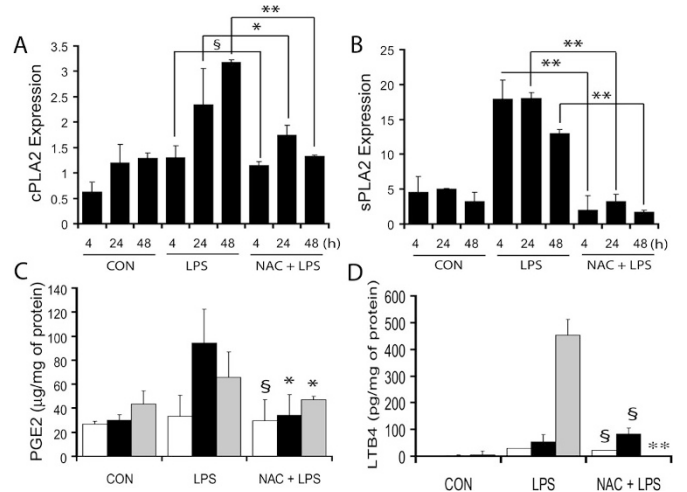 A
cPLA2 Expression
3.5
3
2.5
2
1.5
1
0.5
0
**
*
§
4 24 48 4 24 48 4 24 48 (h)
CON LPS NAC + LPS
B
sPLA2 Expression
25
20
15
10
5
0
**
**
**
4 24 48 4 24 48 4 24 48 (h)
CON LPS NAC + LPS
C
PGE2 (µg/mg of protein)
140
120
100
80
60
40
20
0
§ * *
CON LPS NAC + LPS
D
LTB4 (pg/mg of protein)
600
500
400
300
200
100
0
§ § **
CON LPS NAC + LPS